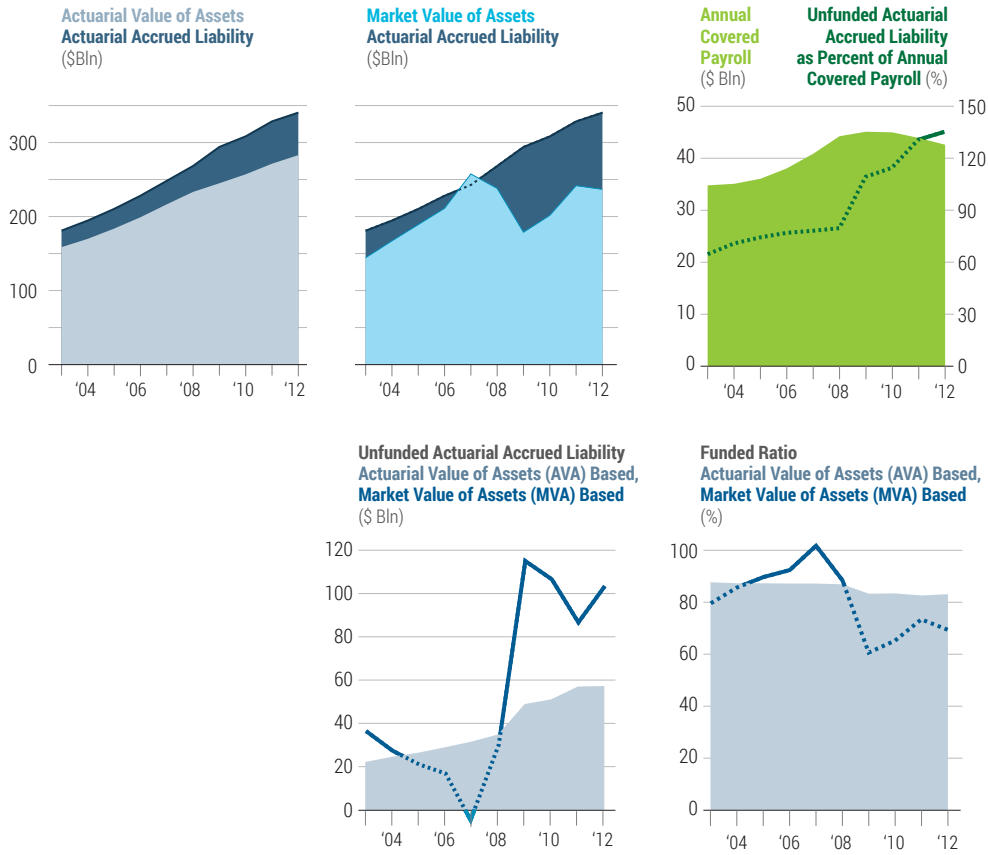 Actuarial Value of Assets
Actuarial Accrued Liability
($Bln)
300
200
100
0
‘04 ‘06 ‘08 ‘10 ‘12
Market Value of Assets
Actuarial Accrued Liability
($Bln)
‘04 ‘06 ‘08 ‘10 ‘12
Annual
Covered
Payroll
($ Bln)
Unfunded Actuarial
Accrued Liability
as Percent of Annual
Covered Payroll (%)
50
40
30
20
10
0
150
120
90
60
30
0
‘04 ‘06 ‘08 ‘10 ‘12
Unfunded Actuarial Accrued Liability
Actuarial Value of Assets (AVA) Based,
Market Value of Assets (MVA) Based
($ Bln)
120
100
80
60
40
20
0
‘04 ‘06 ‘08 ‘10 ‘12
Funded Ratio
Actuarial Value of Assets (AVA) Based,
Market Value of Assets (MVA) Based
(%)
100
80
60
40
20
0
‘04 ‘06 ‘08 ‘10 ‘12